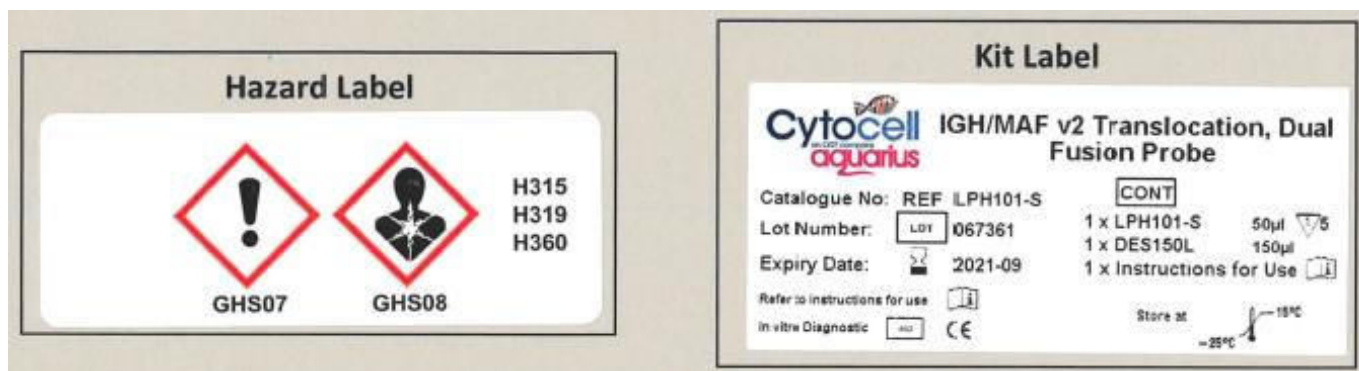 Hazard Label
H315
H319
H360
GHS07 GHS08
Kit Label
Cytocell
aquarius
IGH/MAF v2 Translocation, Dual
Fusion Probe
Catalogue No: REF LPH101-S
Lot Number: LOT 067361
Expiry Date: 2021-09
Refer to instructions for use
in vitro Diagnostic CE
CONT
1 x LPH101-S 50µl 5
1 x DES150L 150µl
1 x Instructions for Use
Store at -15ºC
-25ºC